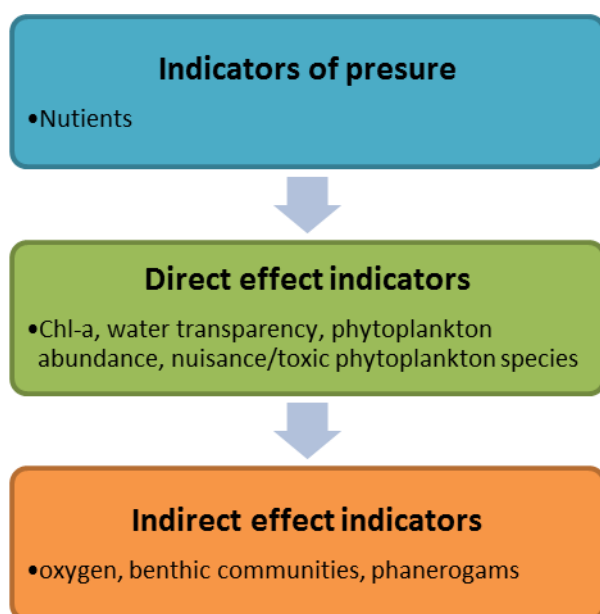 Indicators of presure
•Nutients
Direct effect indicators
•Chl-a, water transparency, phytoplankton
abundance, nuisance/toxic phytoplankton species
Indirect effect indicators
•oxygen, benthic communities, phanerogams